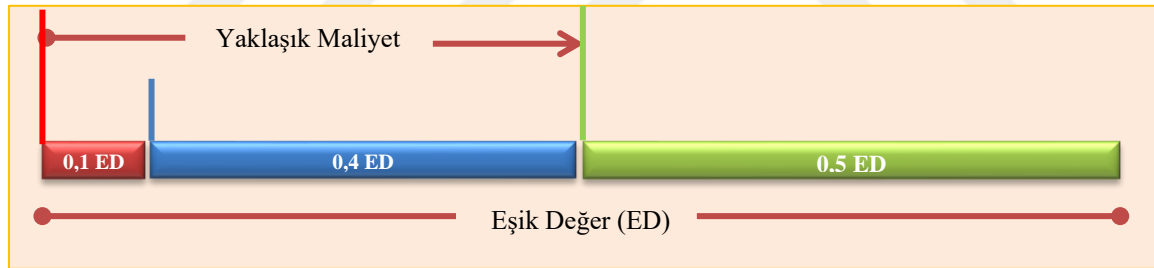 Yaklaşık Maliyet
0,1 ED
0,4 ED
0.5 ED
Eşik Değer (ED)